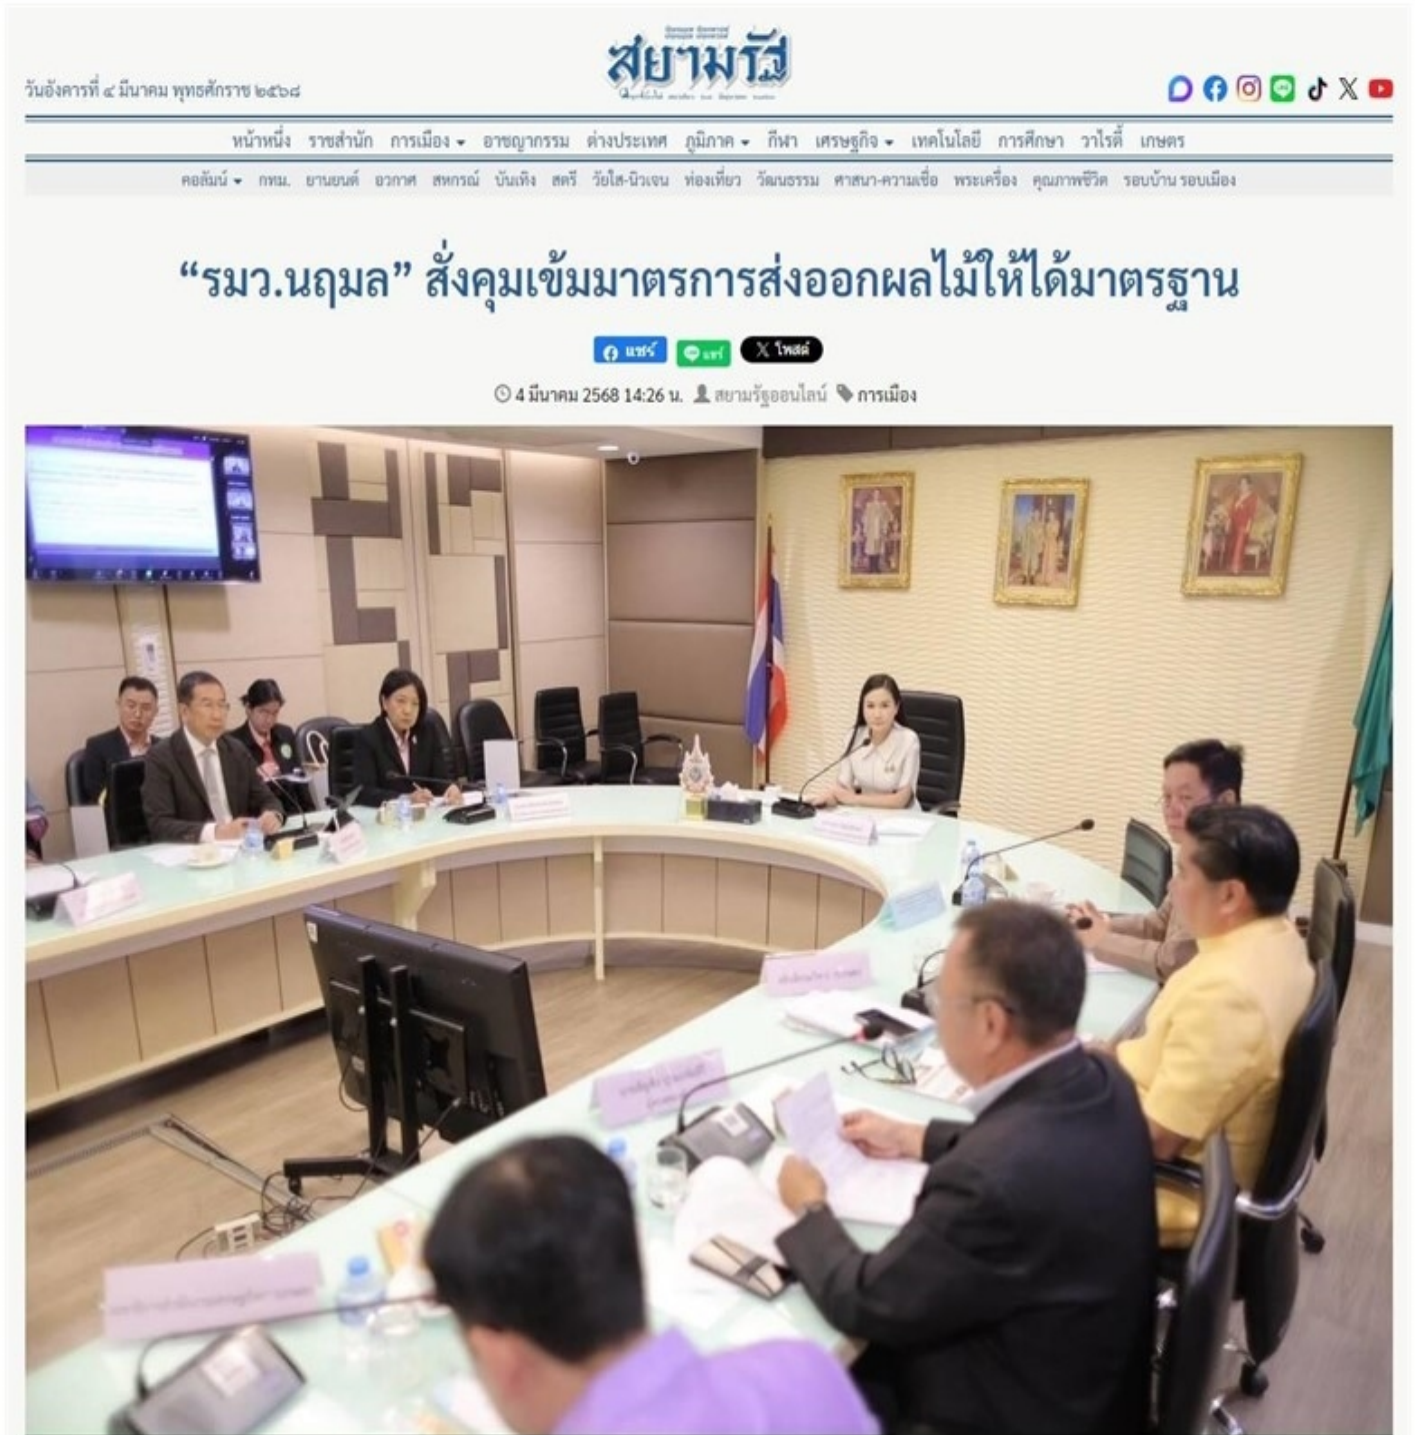 สยามรัฐ
วันอังคารที่ ๔ มีนาคม พุทธศักราช ๒๕๖๘
หน้าหนึ่ง ราชสำนัก การเมือง อาชญากรรม ต่างประเทศ ภูมิภาค กีฬา เศรษฐกิจ เทคโนโลยี การศึกษา วาไรตี้ เกษตร
คอลัมน์ กทม. ยานยนต์ อวกาศ สหกรณ์ บันเทิง สตรี วัยใส-นิวเจน ท่องเที่ยว วัฒนธรรม ศาสนา-ความเชื่อ พระเครื่อง คุณภาพชีวิต รอบบ้าน รอบเมือง
“รมว.นฤมล” สั่งคุมเข้มมาตรการส่งออกผลไม้ให้ได้มาตรฐาน
แชร์ แชร์ โพสต์
4 มีนาคม 2568 14:26 น. สยามรัฐออนไลน์ การเมือง